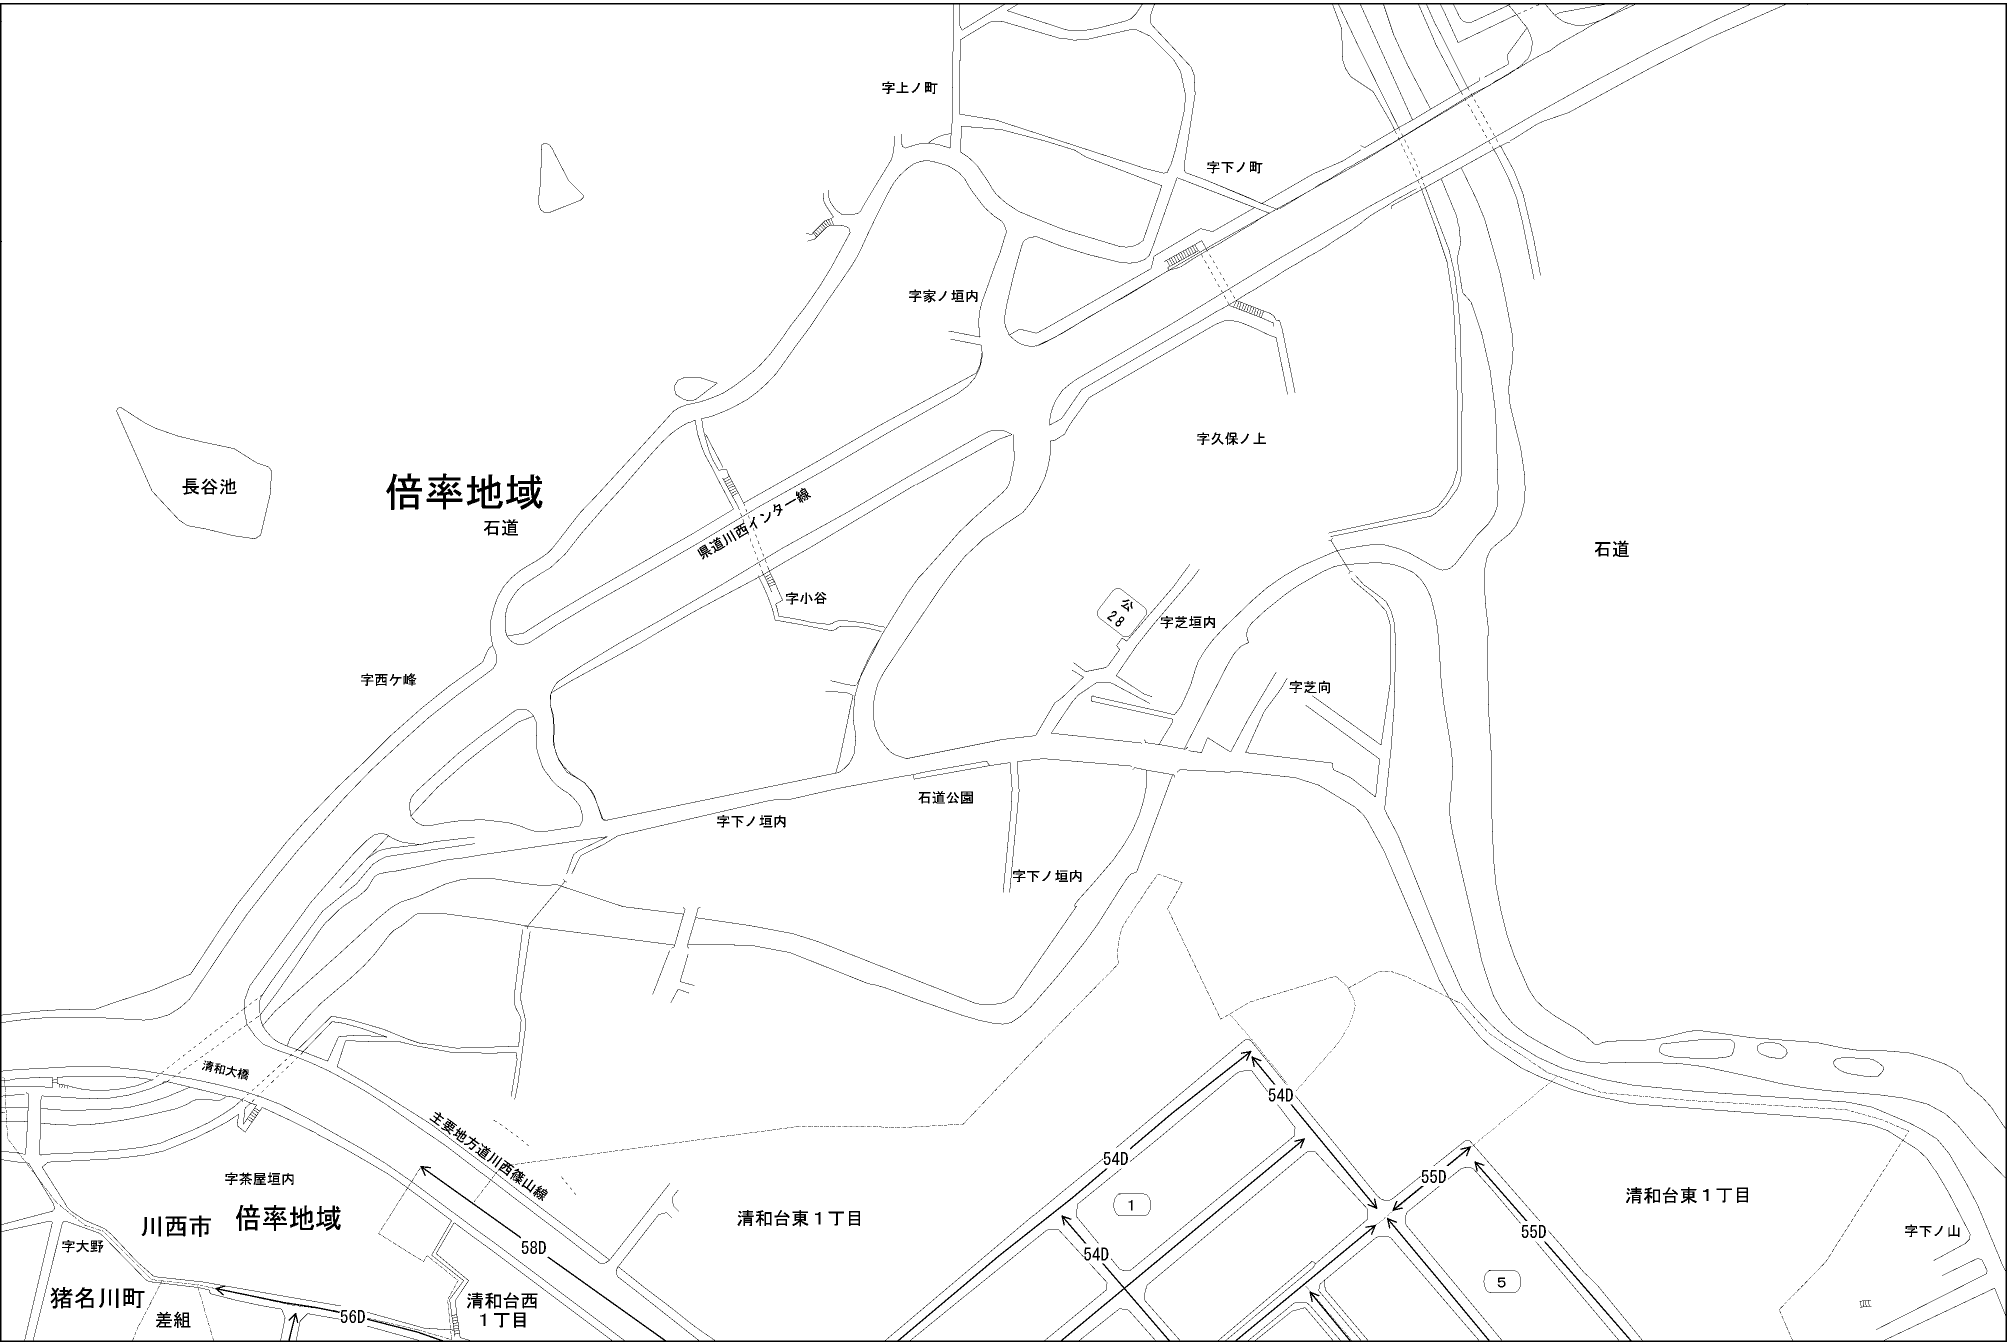 字上ノ町
字下ノ町
字家ノ垣内
字久保ノ上
長谷池
倍率地域
石道
県道川西インター線
石道
字小谷
公
28
字芝垣内
字西ケ峰
字芝向
石道公園
字下ノ垣内
字下ノ垣内
清和大橋
主要地方道川西篠山線
54D
54D
55D
字茶屋垣内
川西市
倍率地域
清和台東1丁目
1
清和台東1丁目
字下ノ山
字大野
58D
54D
55D
5
猪名川町
差組
56D
清和台西
1丁目